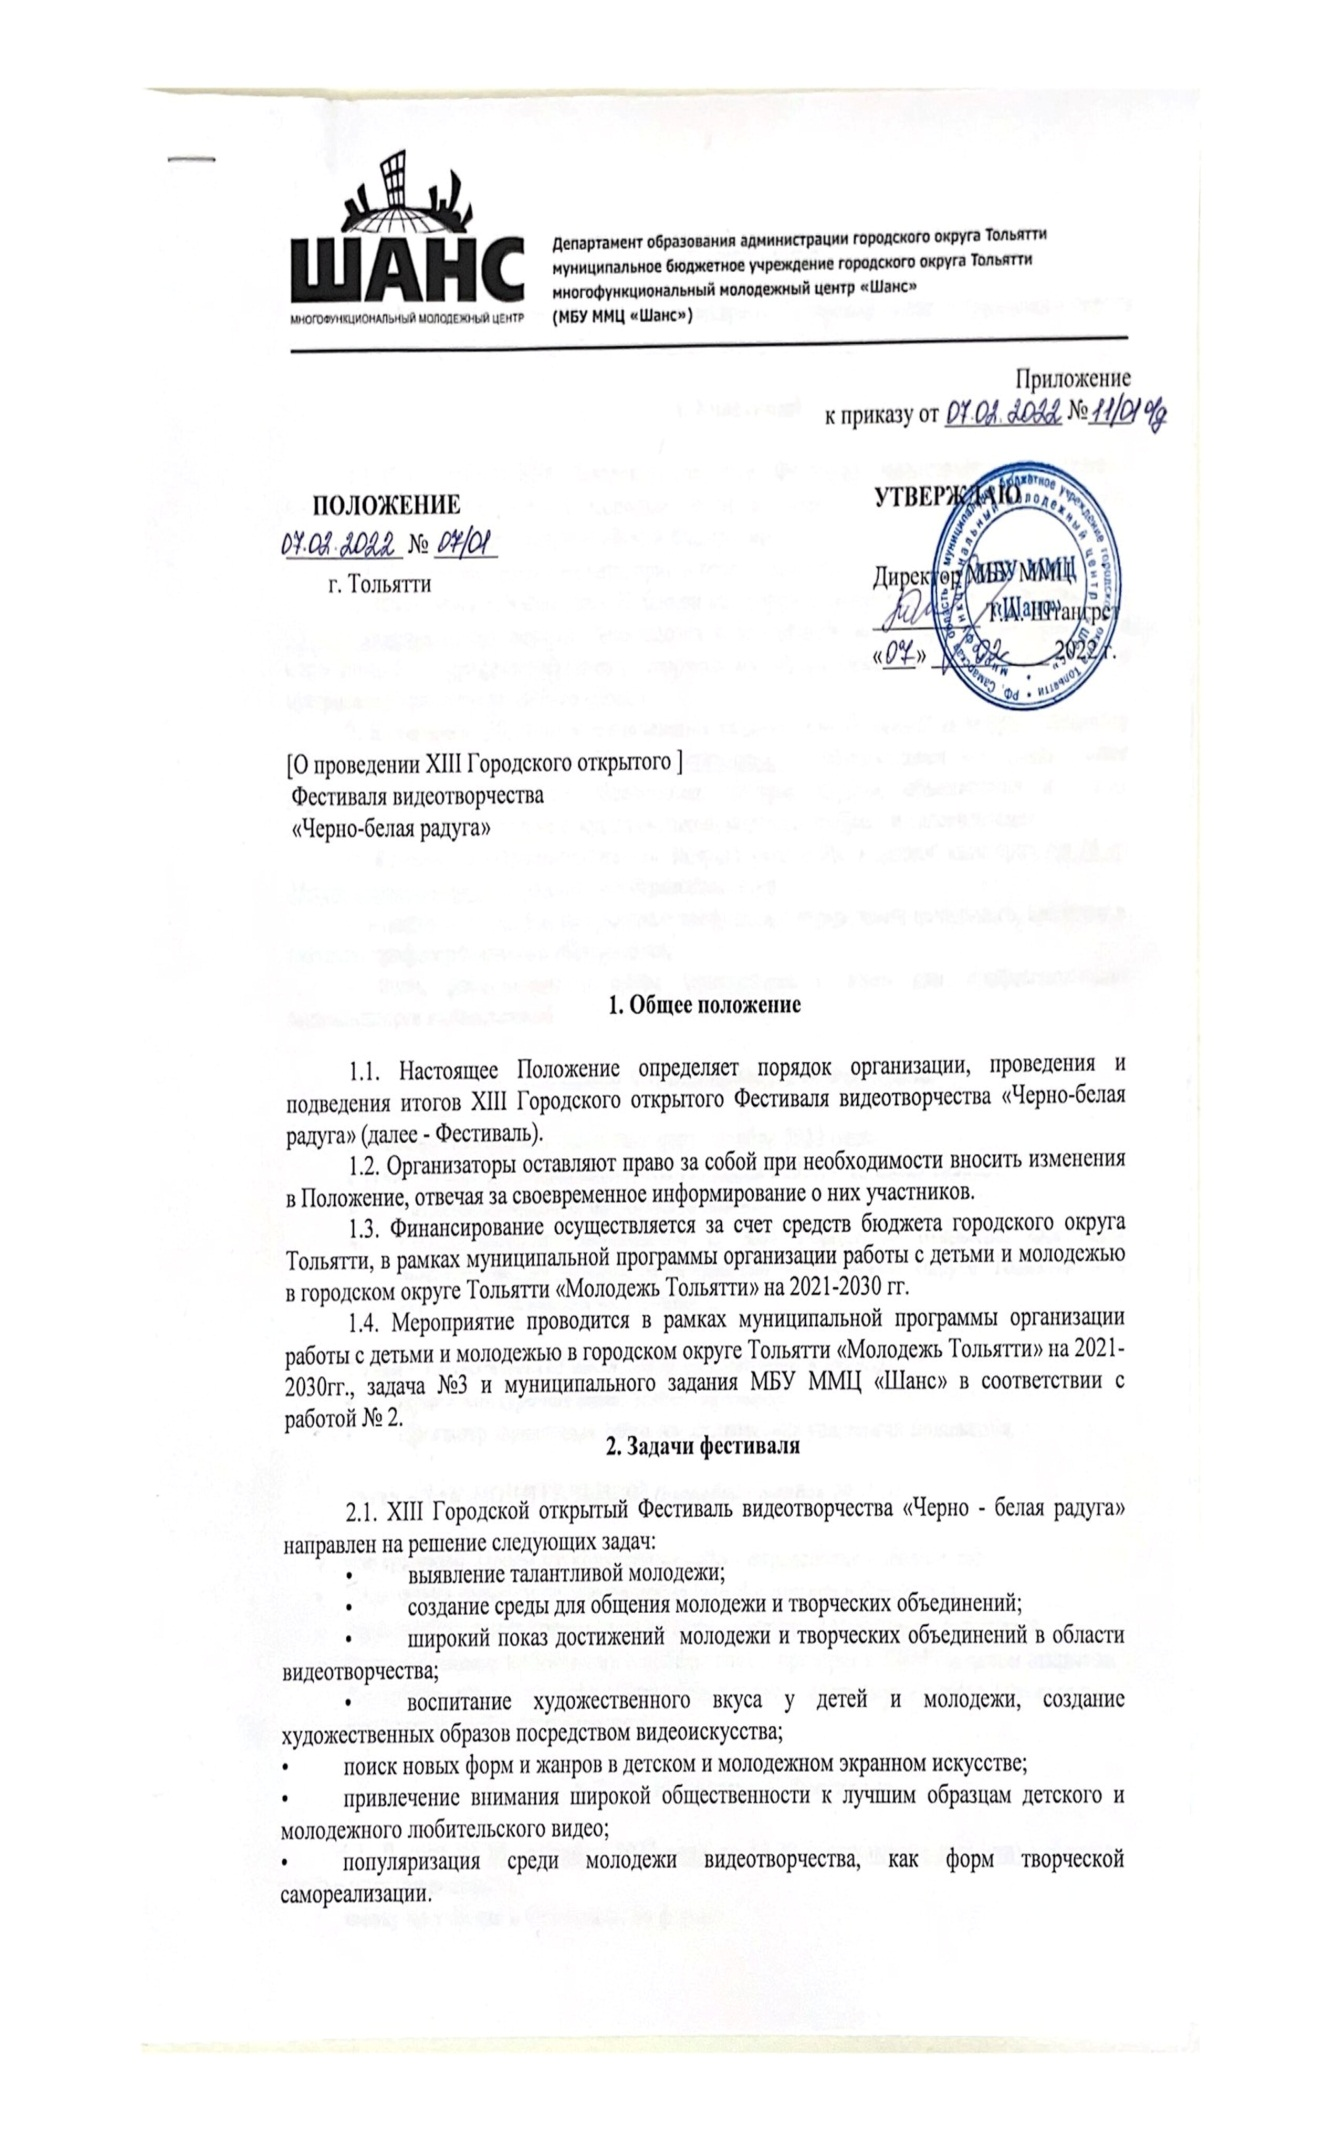 ШАНС
МНОГОФУНКЦИОНАЛЬНЫЙ МОЛОДЕЖНЫЙ ЦЕНТР
Департамент образования администрации городского округа Тольятти
муниципальное бюджетное учреждение городского округа Тольятти
многофункциональный молодежный центр «Шанс»
(МБУ ММЦ «Шанс»)
Приложение
к приказу от 07.02.2022 № 11/01 од
ПОЛОЖЕНИЕ
07.02.2022 № 07/01
г. Тольятти
УТВЕРЖДАЮ
Директор МБУ ММЦ
«Шанс»
Т.А. Штангрет
«07» 02 2022 г.
МБУ ММЦ
«Шанс»
[О проведении XIII Городского открытого ]
Фестиваля видеотворчества
«Черно-белая радуга»
1. Общее положение
1.1. Настоящее Положение определяет порядок организации, проведения и
подведения итогов XIII Городского открытого Фестиваля видеотворчества «Черно-белая
радуга» (далее - Фестиваль).
1.2. Организаторы оставляют право за собой при необходимости вносить изменения
в Положение, отвечая за своевременное информирование о них участников.
1.3. Финансирование осуществляется за счет средств бюджета городского округа
Тольятти, в рамках муниципальной программы организации работы с детьми и молодежью
в городском округе Тольятти «Молодежь Тольятти» на 2021-2030 гг.
1.4. Мероприятие проводится в рамках муниципальной программы организации
работы с детьми и молодежью в городском округе Тольятти «Молодежь Тольятти» на 2021-
2030гг., задача №3 и муниципального задания МБУ ММЦ «Шанс» в соответствии с
работой № 2.
2. Задачи фестиваля
2.1. XIII Городской открытый Фестиваль видеотворчества «Черно - белая радуга»
направлен на решение следующих задач:
• выявление талантливой молодежи;
• создание среды для общения молодежи и творческих объединений;
• широкий показ достижений молодежи и творческих объединений в области
видеотворчества;
• воспитание художественного вкуса у детей и молодежи, создание
художественных образов посредством видеоискусства;
• поиск новых форм и жанров в детском и молодежном экранном искусстве;
• привлечение внимания широкой общественности к лучшим образцам детского и
молодежного любительского видео;
• популяризация среди молодежи видеотворчества, как форм творческой
самореализации.